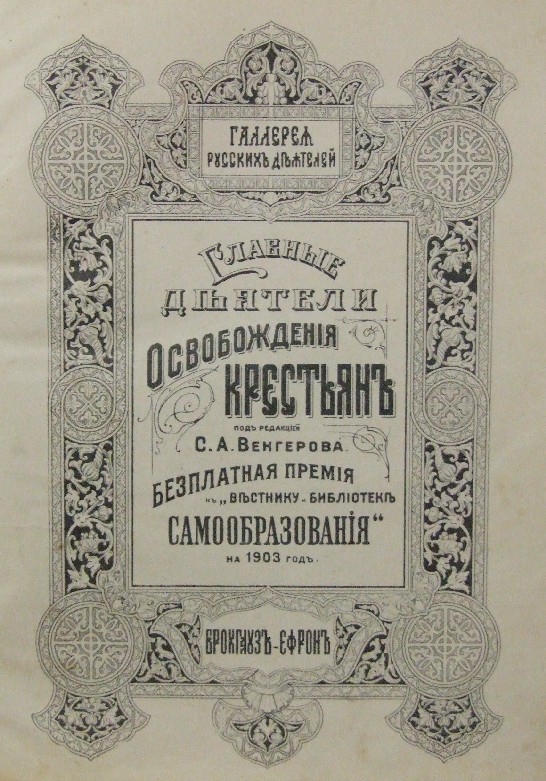 ГАЛЛЕРЕЯ
РУССКИХЪ ДѢЯТЕЛЕЙ
ГЛАВНЫЕ
ДѢЯТЕЛИ
ОСВОБОЖДЕНІЯ
КРЕСТЬЯНЪ
ПОДЪ РЕДАКЦІЕЙ
С. А. ВЕНГЕРОВА.
БЕЗПЛАТНАЯ ПРЕМІЯ
КЪ „ВѢСТНИКУ и БИБЛІОТЕКѢ
САМООБРАЗОВАНІЯ“
НА 1903 ГОДЪ.
БРОКГАУЗЪ-ЕФРОНЪ